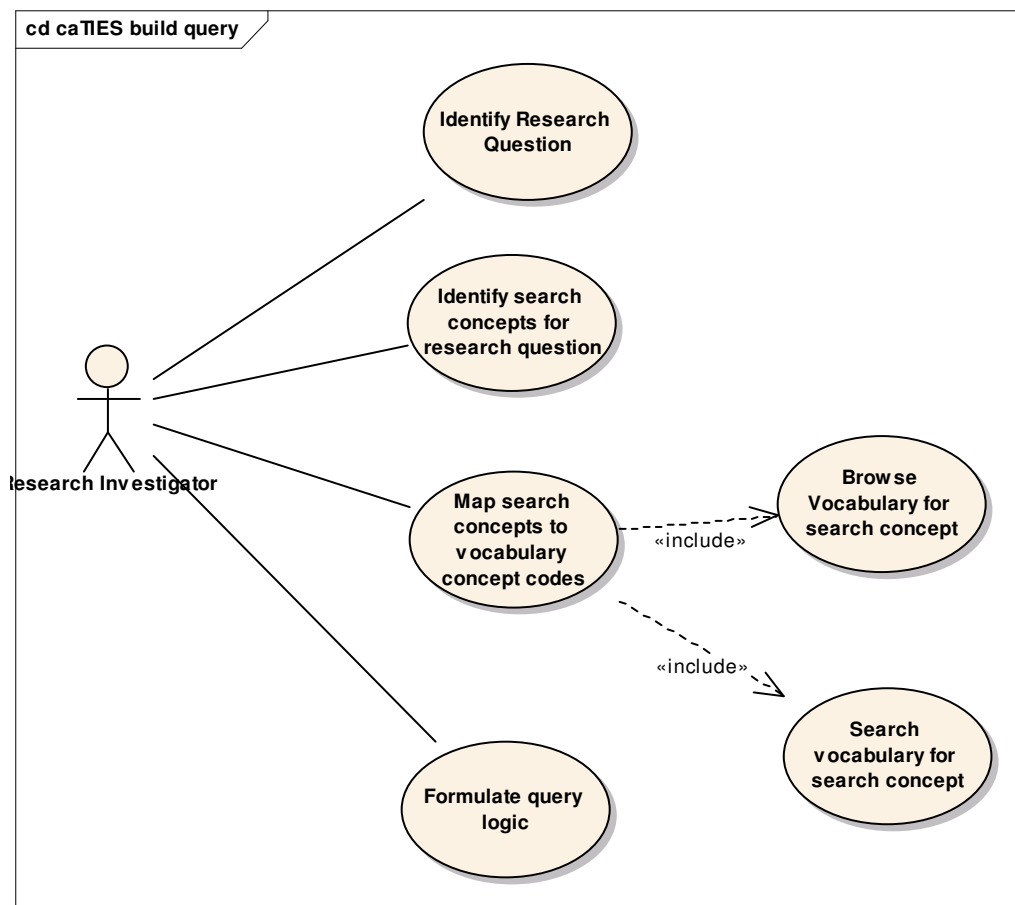 cd caTIES build query
Identify Research
Question
Identify search
concepts for
research question
Research Investigator
Map search
concepts to
vocabulary
concept codes
«include»
Browse
Vocabulary for
search concept
«include»
Search
vocabulary for
search concept
Formulate query
logic